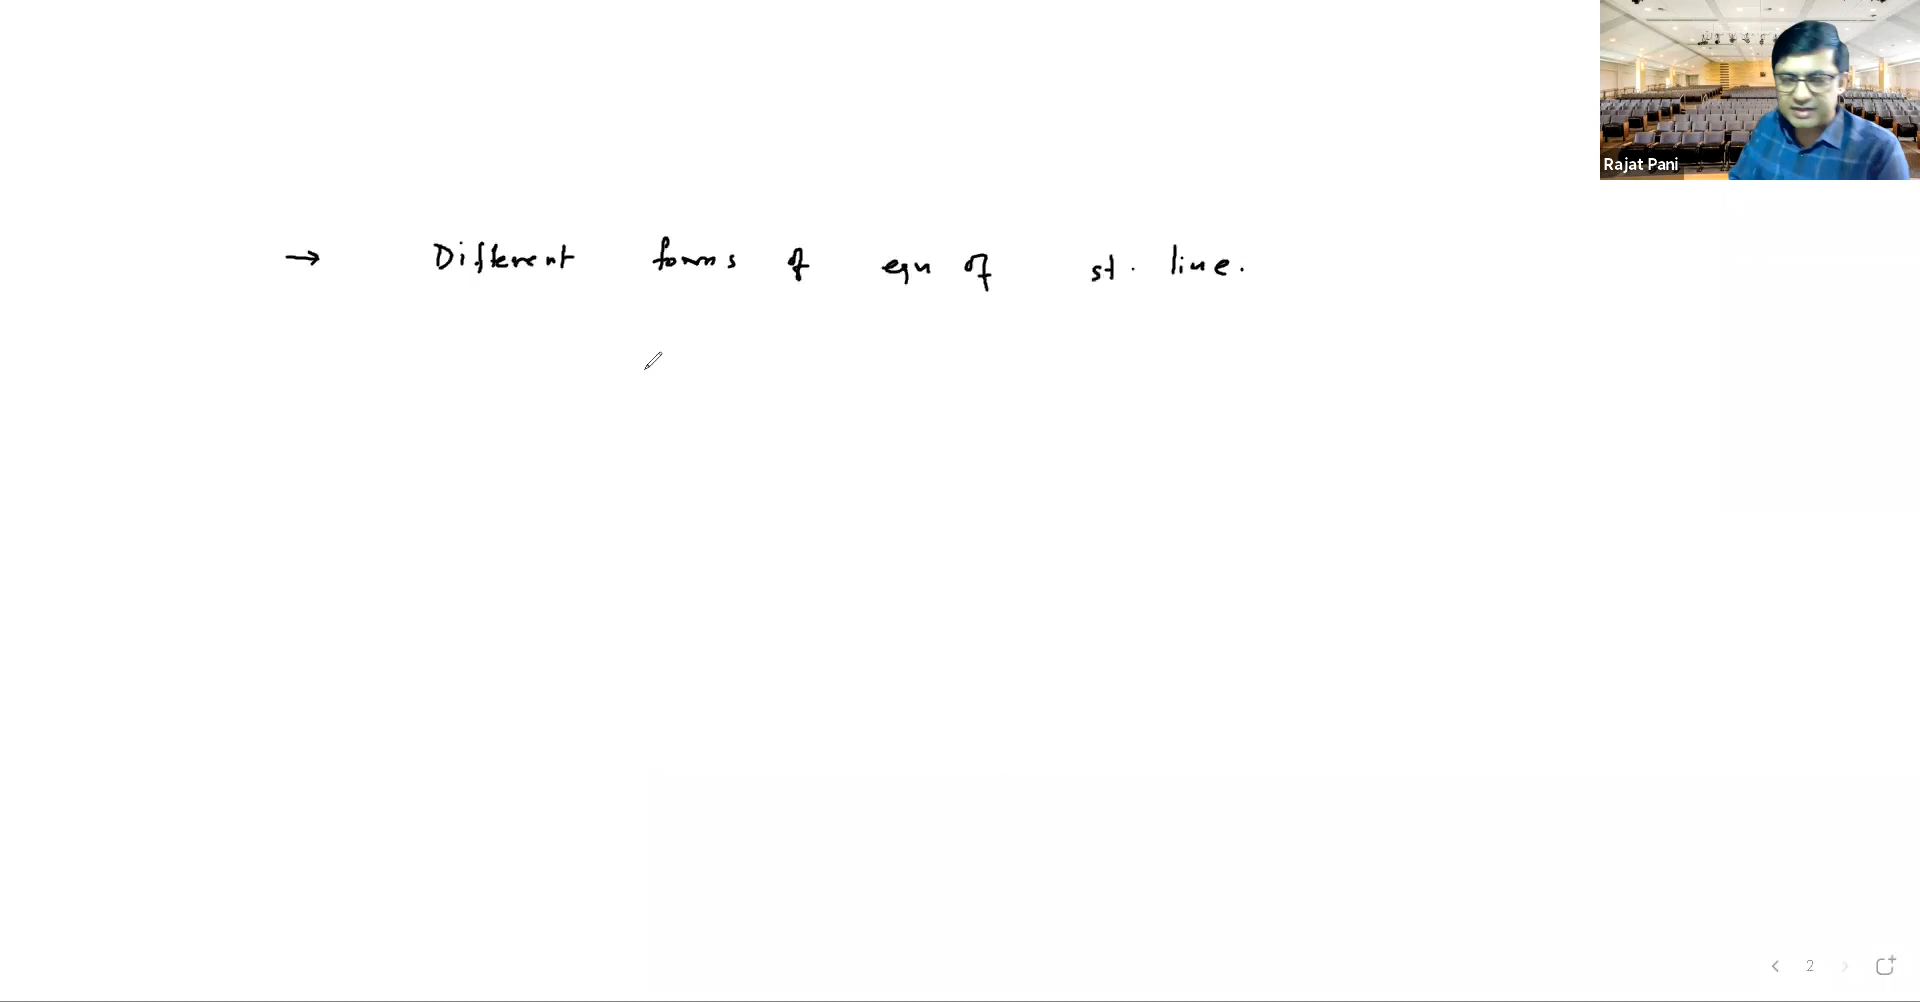 Rajat Pani
→ Different forms of eqn of st. line.
2